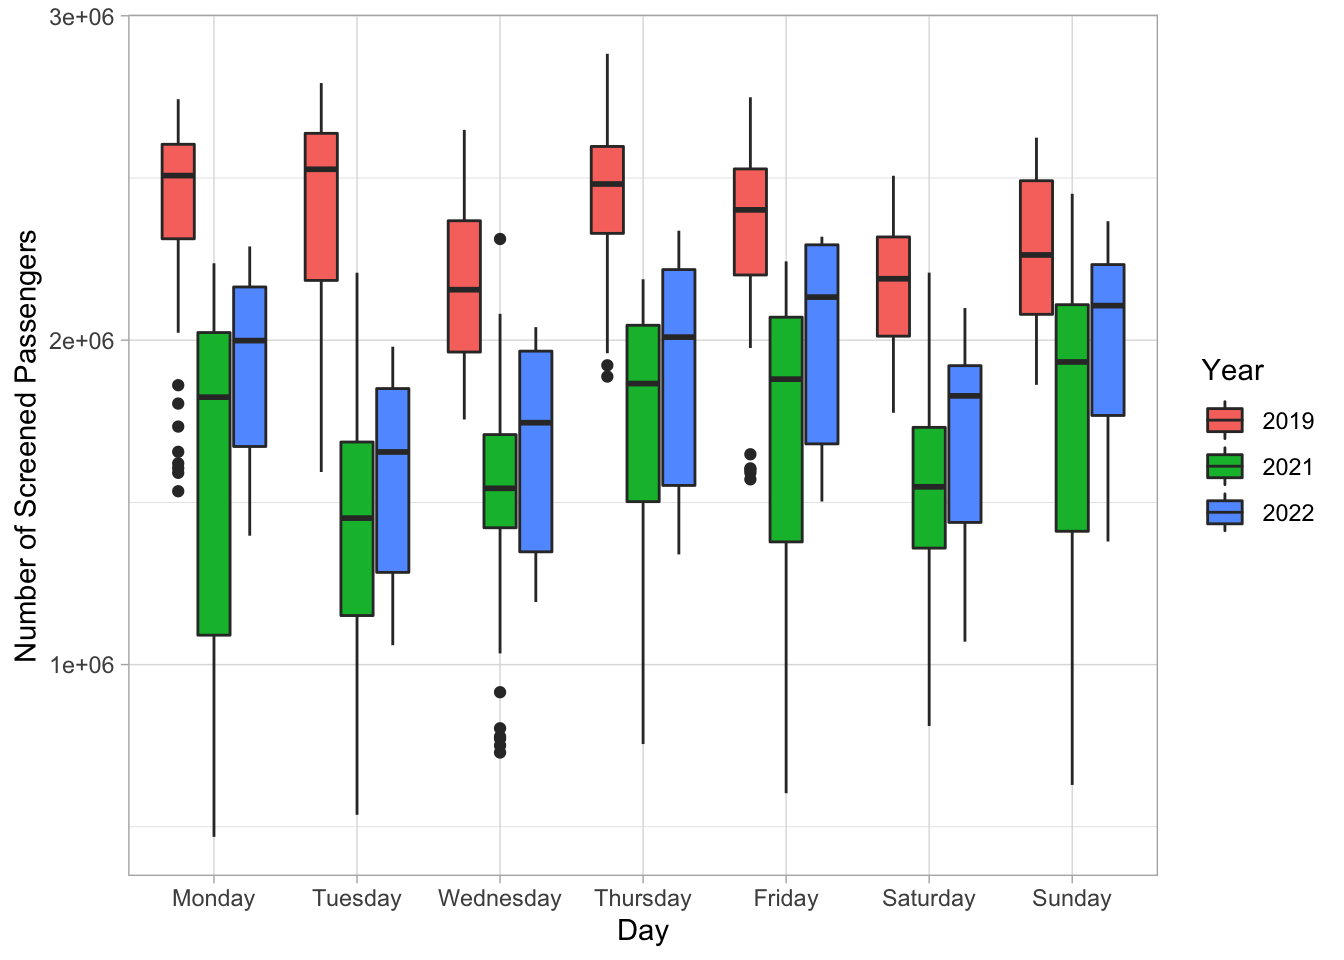 3e+06
2e+06
1e+06
Number of Screened Passengers
Monday Tuesday Wednesday Thursday Friday Saturday Sunday
Day
Year
2019
2021
2022